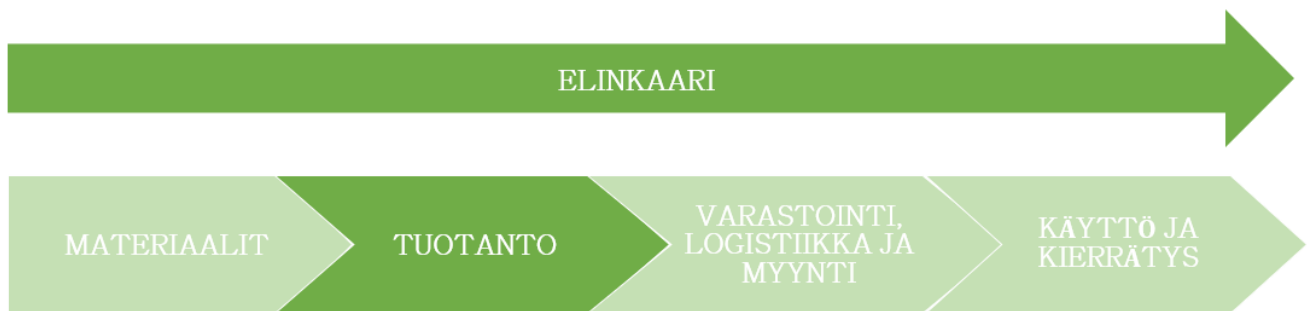 ELINKAARI
MATERIAALIT
TUOTANTO
VARASTOINTI,
LOGISTIIKKA JA
MYYNTI
KÄYTTÖ JA
KIERRÄTYS